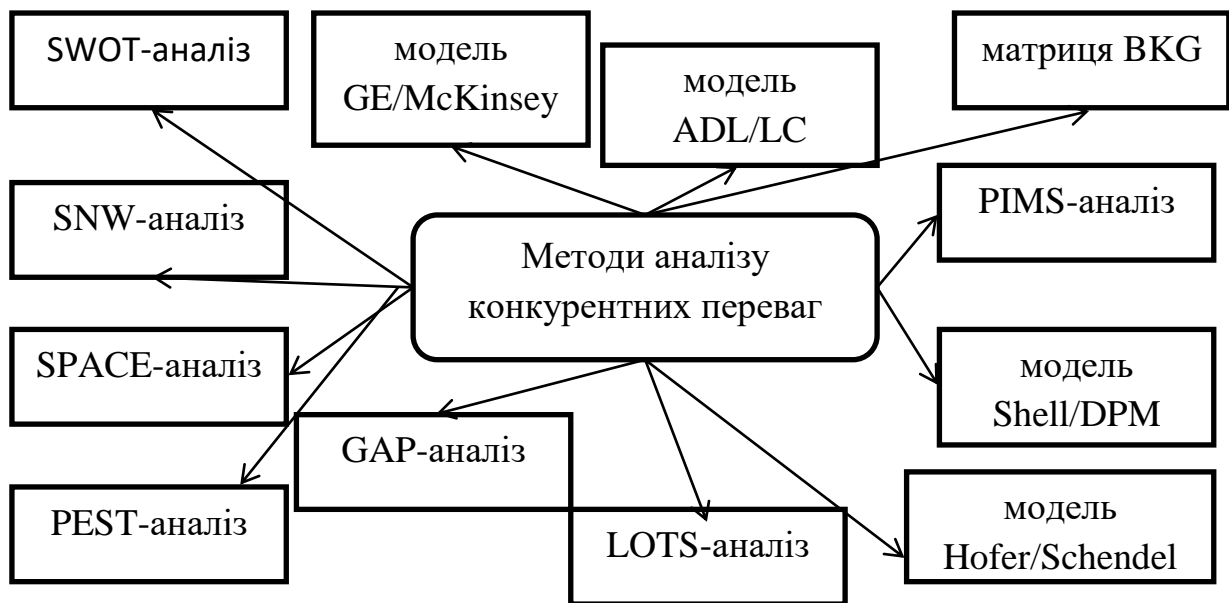 SWOT-аналіз
модель
GE/McKinsey
модель
ADL/LC
матриця BKG
SNW-аналіз
PIMS-аналіз
Методи аналізу
конкурентних переваг
SPACE-аналіз
модель
Shell/DPM
GAP-аналіз
PEST-аналіз
LOTS-аналіз
модель
Hofer/Schendel